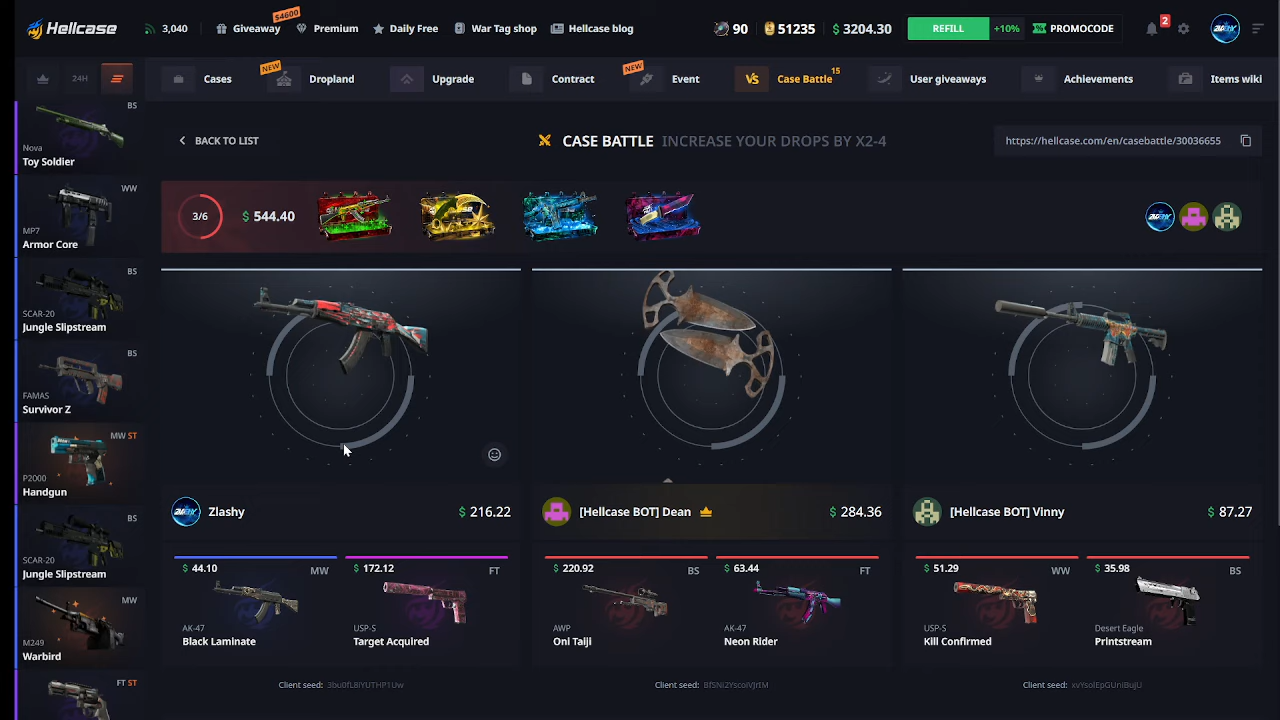 Hellcase
3,040
$4600
Giveaway
Premium
Daily Free
War Tag shop
Hellcase blog
90
51235
$ 3204.30
REFILL
+10%
PROMOCODE
2
24H
Cases
NEW
Dropland
Upgrade
Contract
NEW
Event
VS
Case Battle 15
User giveaways
Achievements
Items wiki
BS
Nova
Toy Soldier
WW
MP7
Armor Core
BS
SCAR-20
Jungle Slipstream
BS
FAMAS
Survivor Z
MW ST
P2000
Handgun
BS
SCAR-20
Jungle Slipstream
MW
M249
Warbird
FT ST
BACK TO LIST
CASE BATTLE INCREASE YOUR DROPS BY X2-4
https://hellcase.com/en/casebattle/30036655
3/6
$ 544.40
Zlashy
$ 216.22
[Hellcase BOT] Dean
$ 284.36
[Hellcase BOT] Vinny
$ 87.27
$ 44.10
MW
AK-47
Black Laminate
$ 172.12
FT
USP-S
Target Acquired
$ 220.92
BS
AWP
Oni Taiji
$ 63.44
FT
AK-47
Neon Rider
$ 51.29
WW
USP-S
Kill Confirmed
$ 35.98
BS
Desert Eagle
Printstream
Client seed:
Client seed:
Client seed: